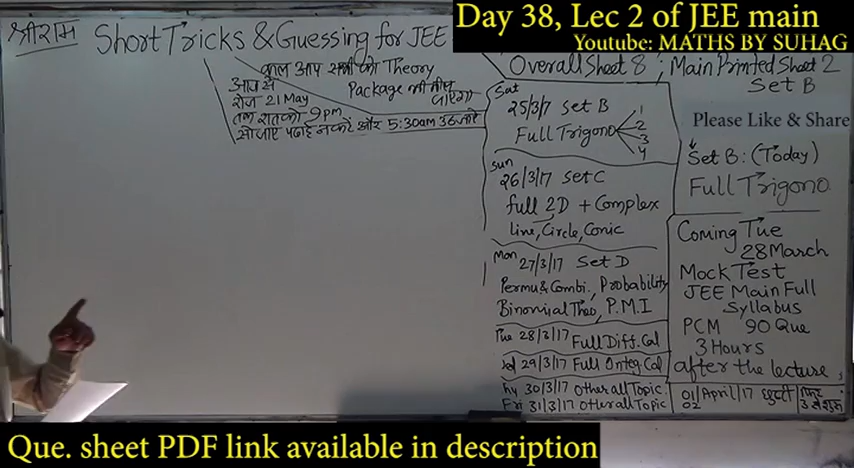 Day 38, Lec 2 of JEE main
Youtube: MATHS BY SUHAG
श्री राम
Short Tricks & Guessing for JEE
कल आप सभी को Theory
Package भी मिल
जाएगा
आज से
रोज 21 May
तक रात को 9 pm
सो जाए पढ़ाई न करें और 5:30am उठ जाये
Overall Sheet 8 ; Main Printed Sheet 2
Set B
Please Like & Share
Sat
25/3/17 Set B
Full Trigono
1
2
3
4
Set B: (Today)
Full Trigono
Sun
26/3/17 Set C
full 2D + Complex
Line, Circle, Conic
Mon
27/3/17 Set D
Permu & Combi., Probability
Binomial Theo, P.M.I
Tue 28/3/17 Full Diff. Cal
Wed 29/3/17 Full Integ. Cal
30/3/17 Other all Topic
Fri 31/3/17 Other all Topic
Coming Tue
28 March
Mock Test
JEE Main Full
Syllabus
PCM 90 Que
3 Hours
after the lecture
01/April/17 छुट्टी
02
फिर
3 से शुरू
Que. sheet PDF link available in description